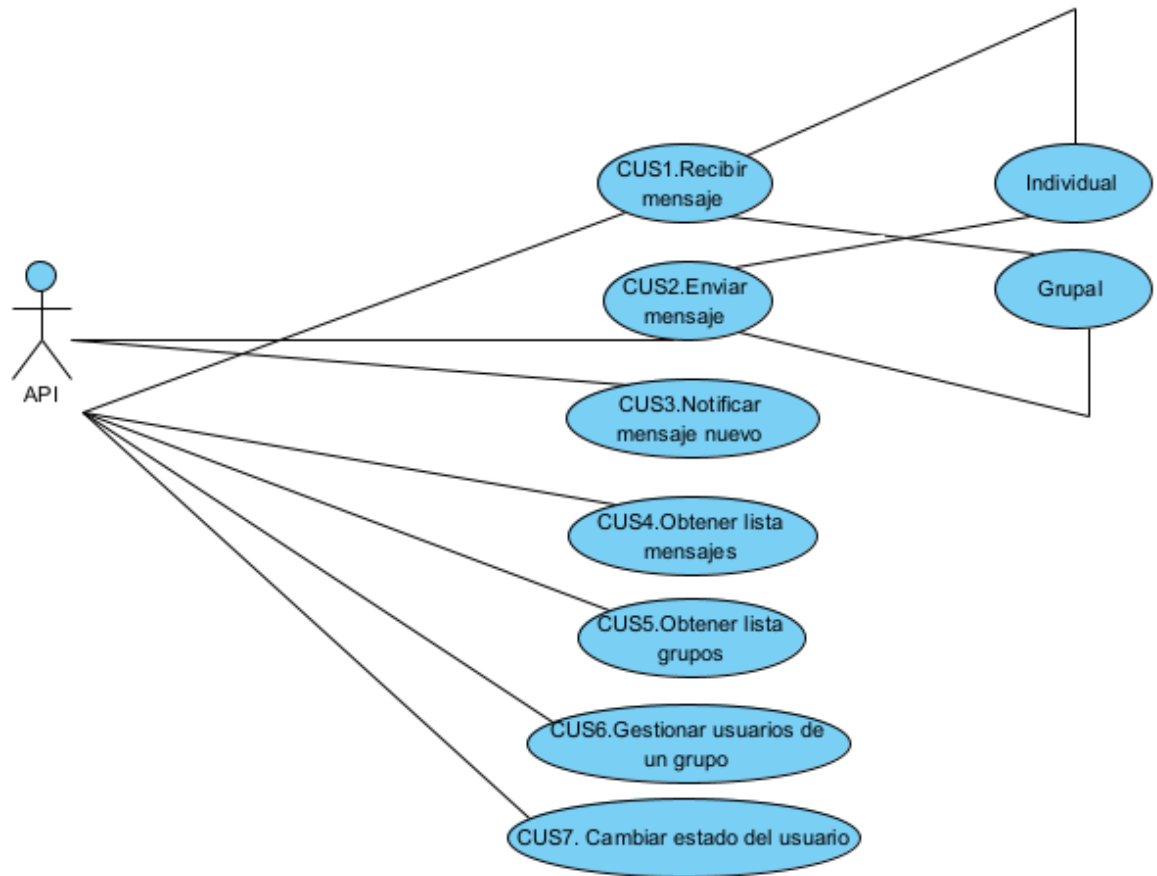 CUS1.Recibir
mensaje
Individual
CUS2.Enviar
mensaje
Grupal
API
CUS3.Notificar
mensaje nuevo
CUS4.Obtener lista
mensajes
CUS5.Obtener lista
grupos
CUS6.Gestionar usuarios de
un grupo
CUS7. Cambiar estado del usuario